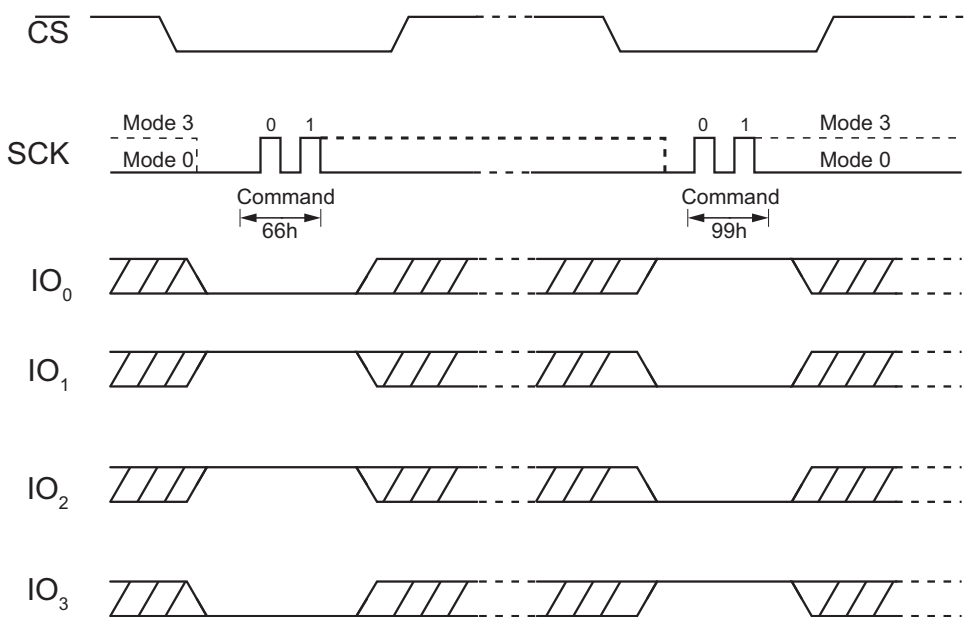 CS
Mode 3 0 1 0 1 Mode 3
SCK
Mode 0 Mode 0
Command Command
66h 99h
IO0
IO1
IO2
IO3